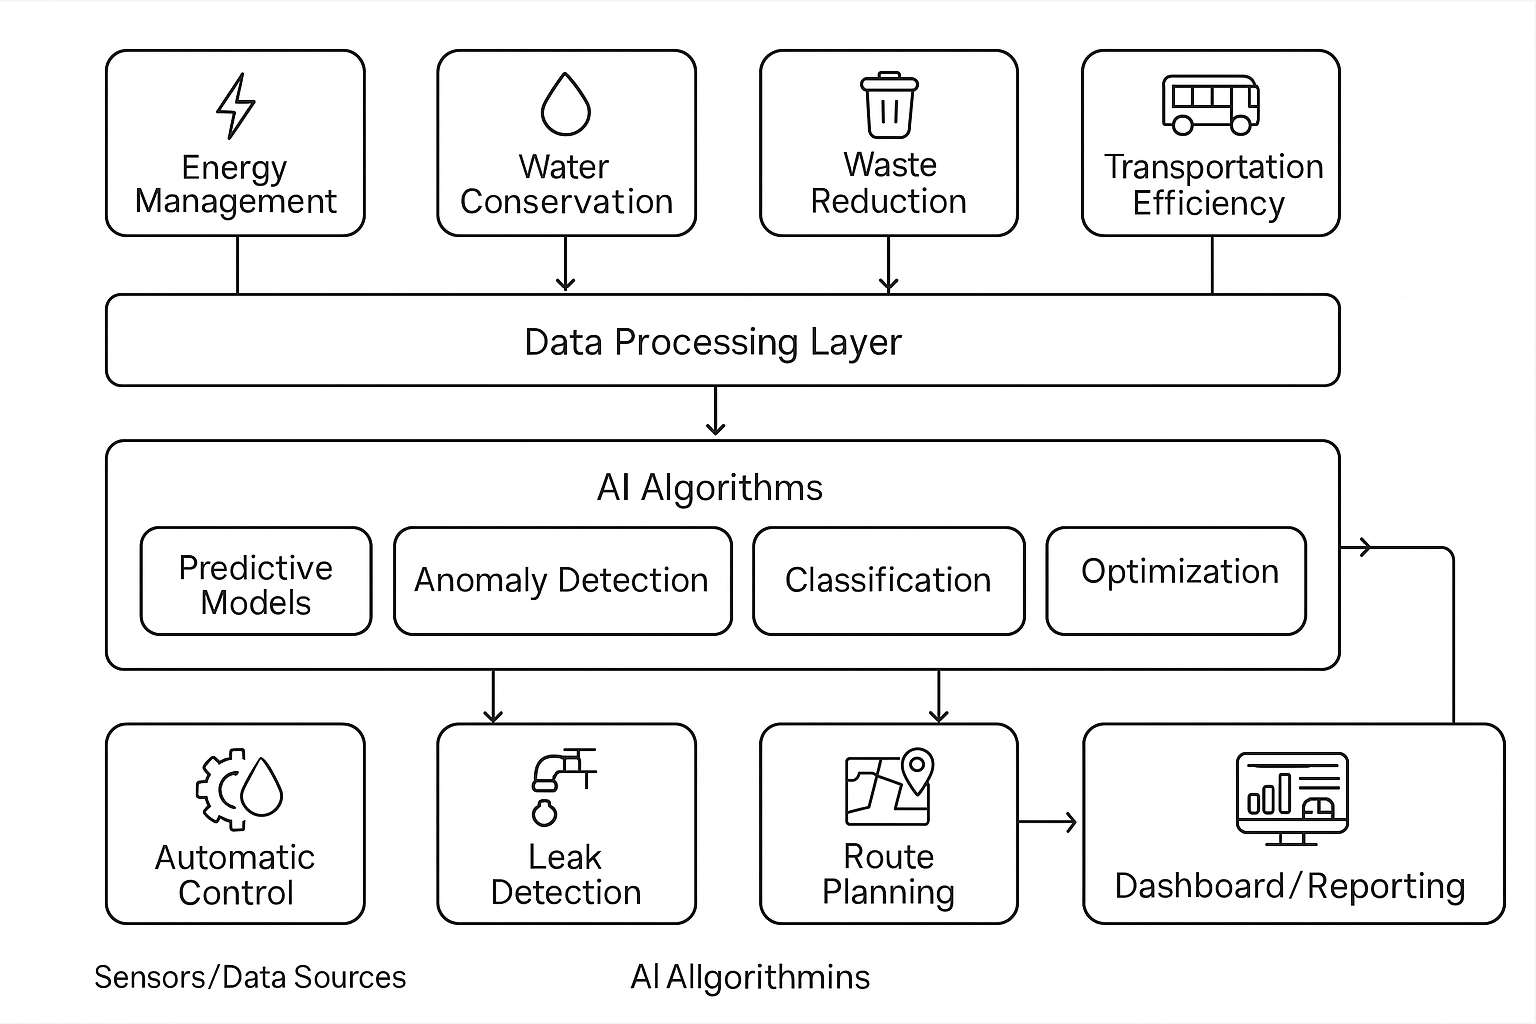 Energy
Management
Water
Conservation
Waste
Reduction
Transportation
Efficiency
Data Processing Layer
AI Algorithms
Predictive
Models
Anomaly Detection
Classification
Optimization
Automatic
Control
Leak
Detection
Route
Planning
Dashboard/Reporting
Sensors/Data Sources
AI Allgorithmins